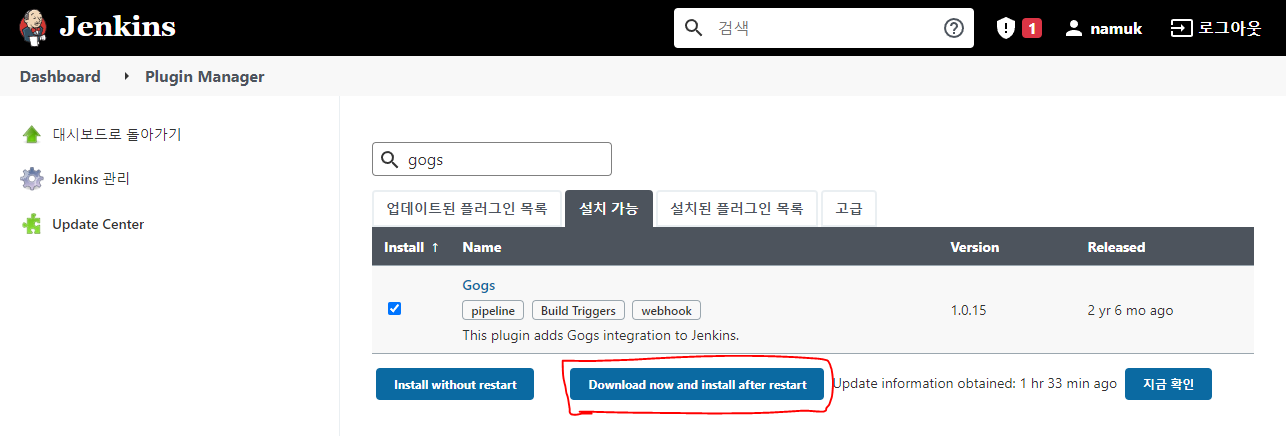 Jenkins
검색
1
namuk
로그아웃
Dashboard
Plugin Manager
대시보드로 돌아가기
Jenkins 관리
Update Center
gogs
업데이트된 플러그인 목록
설치 가능
설치된 플러그인 목록
고급
Install ↑ Name Version Released
Gogs
pipeline Build Triggers webhook
This plugin adds Gogs integration to Jenkins.
1.0.15
2 yr 6 mo ago
Install without restart
Download now and install after restart
Update information obtained: 1 hr 33 min ago
지금 확인